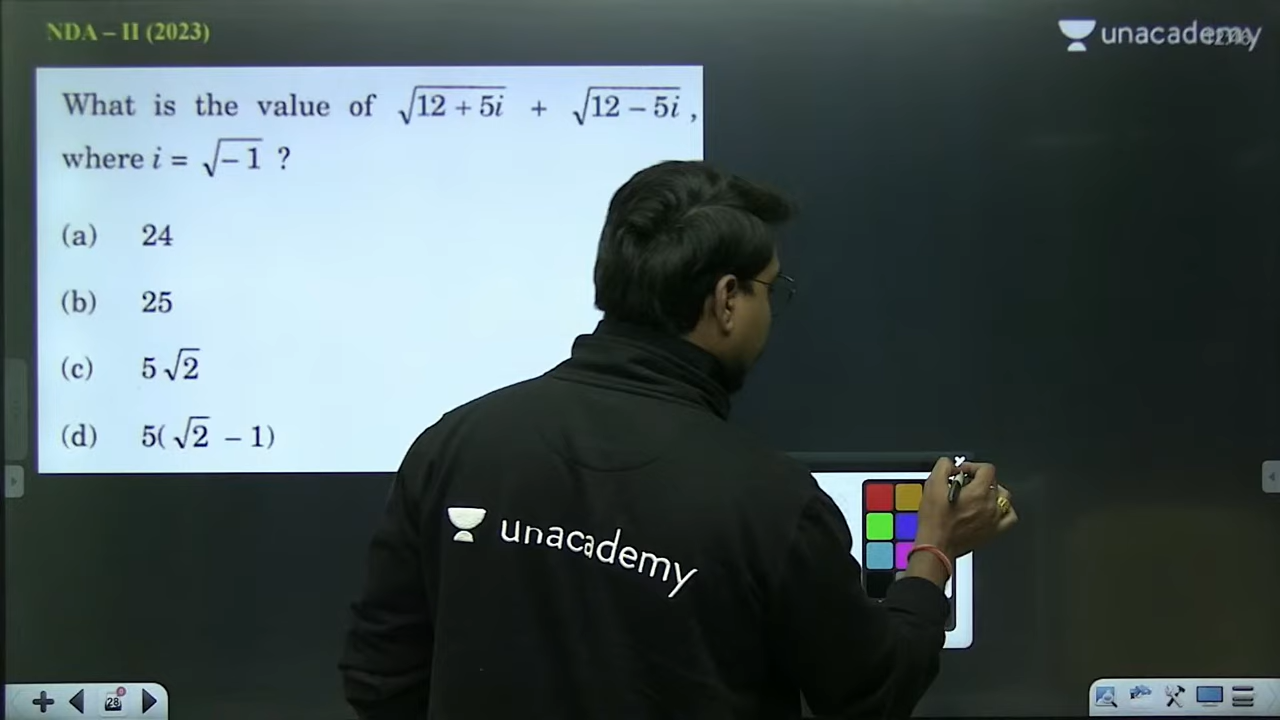 NDA – II (2023)
unacademy
What is the value of √(12 + 5i) + √(12 – 5i) ,
where i = √(–1) ?
(a) 24
(b) 25
(c) 5√2
(d) 5(√2 – 1)
unacademy
28